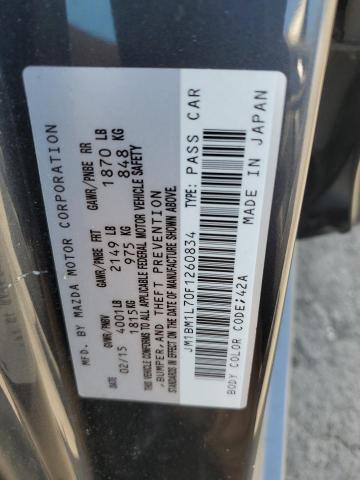 MFD. BY MAZDA MOTOR CORPORATION
GVWR/PNBV GAWR/PNBE FRT GAWR/PNBE RR
02/15 4001LB 2149 LB 1870 LB
1815KG 975 KG 848 KG
THIS VEHICLE CONFORMS TO ALL APPLICABLE FEDERAL MOTOR VEHICLE SAFETY
,BUMPER,AND THEFT PREVENTION
STANDARDS IN EFFECT ON THE DATE OF MANUFACTURE SHOWN ABOVE.
JM1BM1L70F1260834 TYPE: PASS CAR
BODY COLOR CODE;42A MADE IN JAPAN